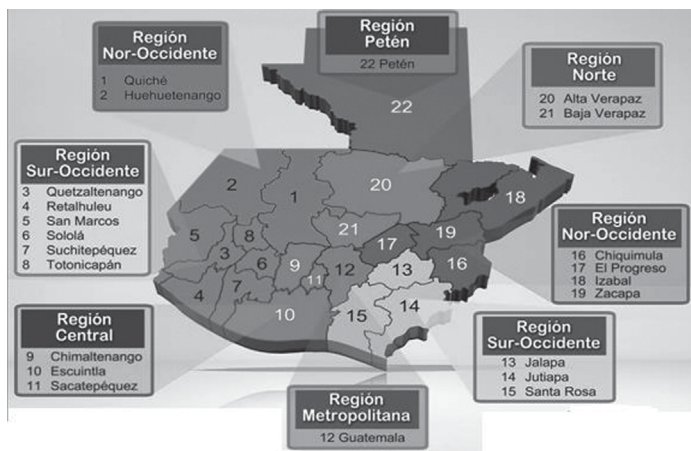 Región
Nor-Occidente
1 Quiché
2 Huehuetenango
Región
Petén
22 Petén
Región
Norte
20 Alta Verapaz
21 Baja Verapaz
Región
Sur-Occidente
3 Quetzaltenango
4 Retalhuleu
5 San Marcos
6 Sololá
7 Suchitepéquez
8 Totonicapán
Región
Central
9 Chimaltenango
10 Escuintla
11 Sacatepéquez
Región
Metropolitana
12 Guatemala
Región
Sur-Occidente
13 Jalapa
14 Jutiapa
15 Santa Rosa
Región
Nor-Occidente
16 Chiquimula
17 El Progreso
18 Izabal
19 Zacapa
22
2
1
20
18
5
8
21
17
19
3
6
9
11
12
13
16
4
7
10
15
14